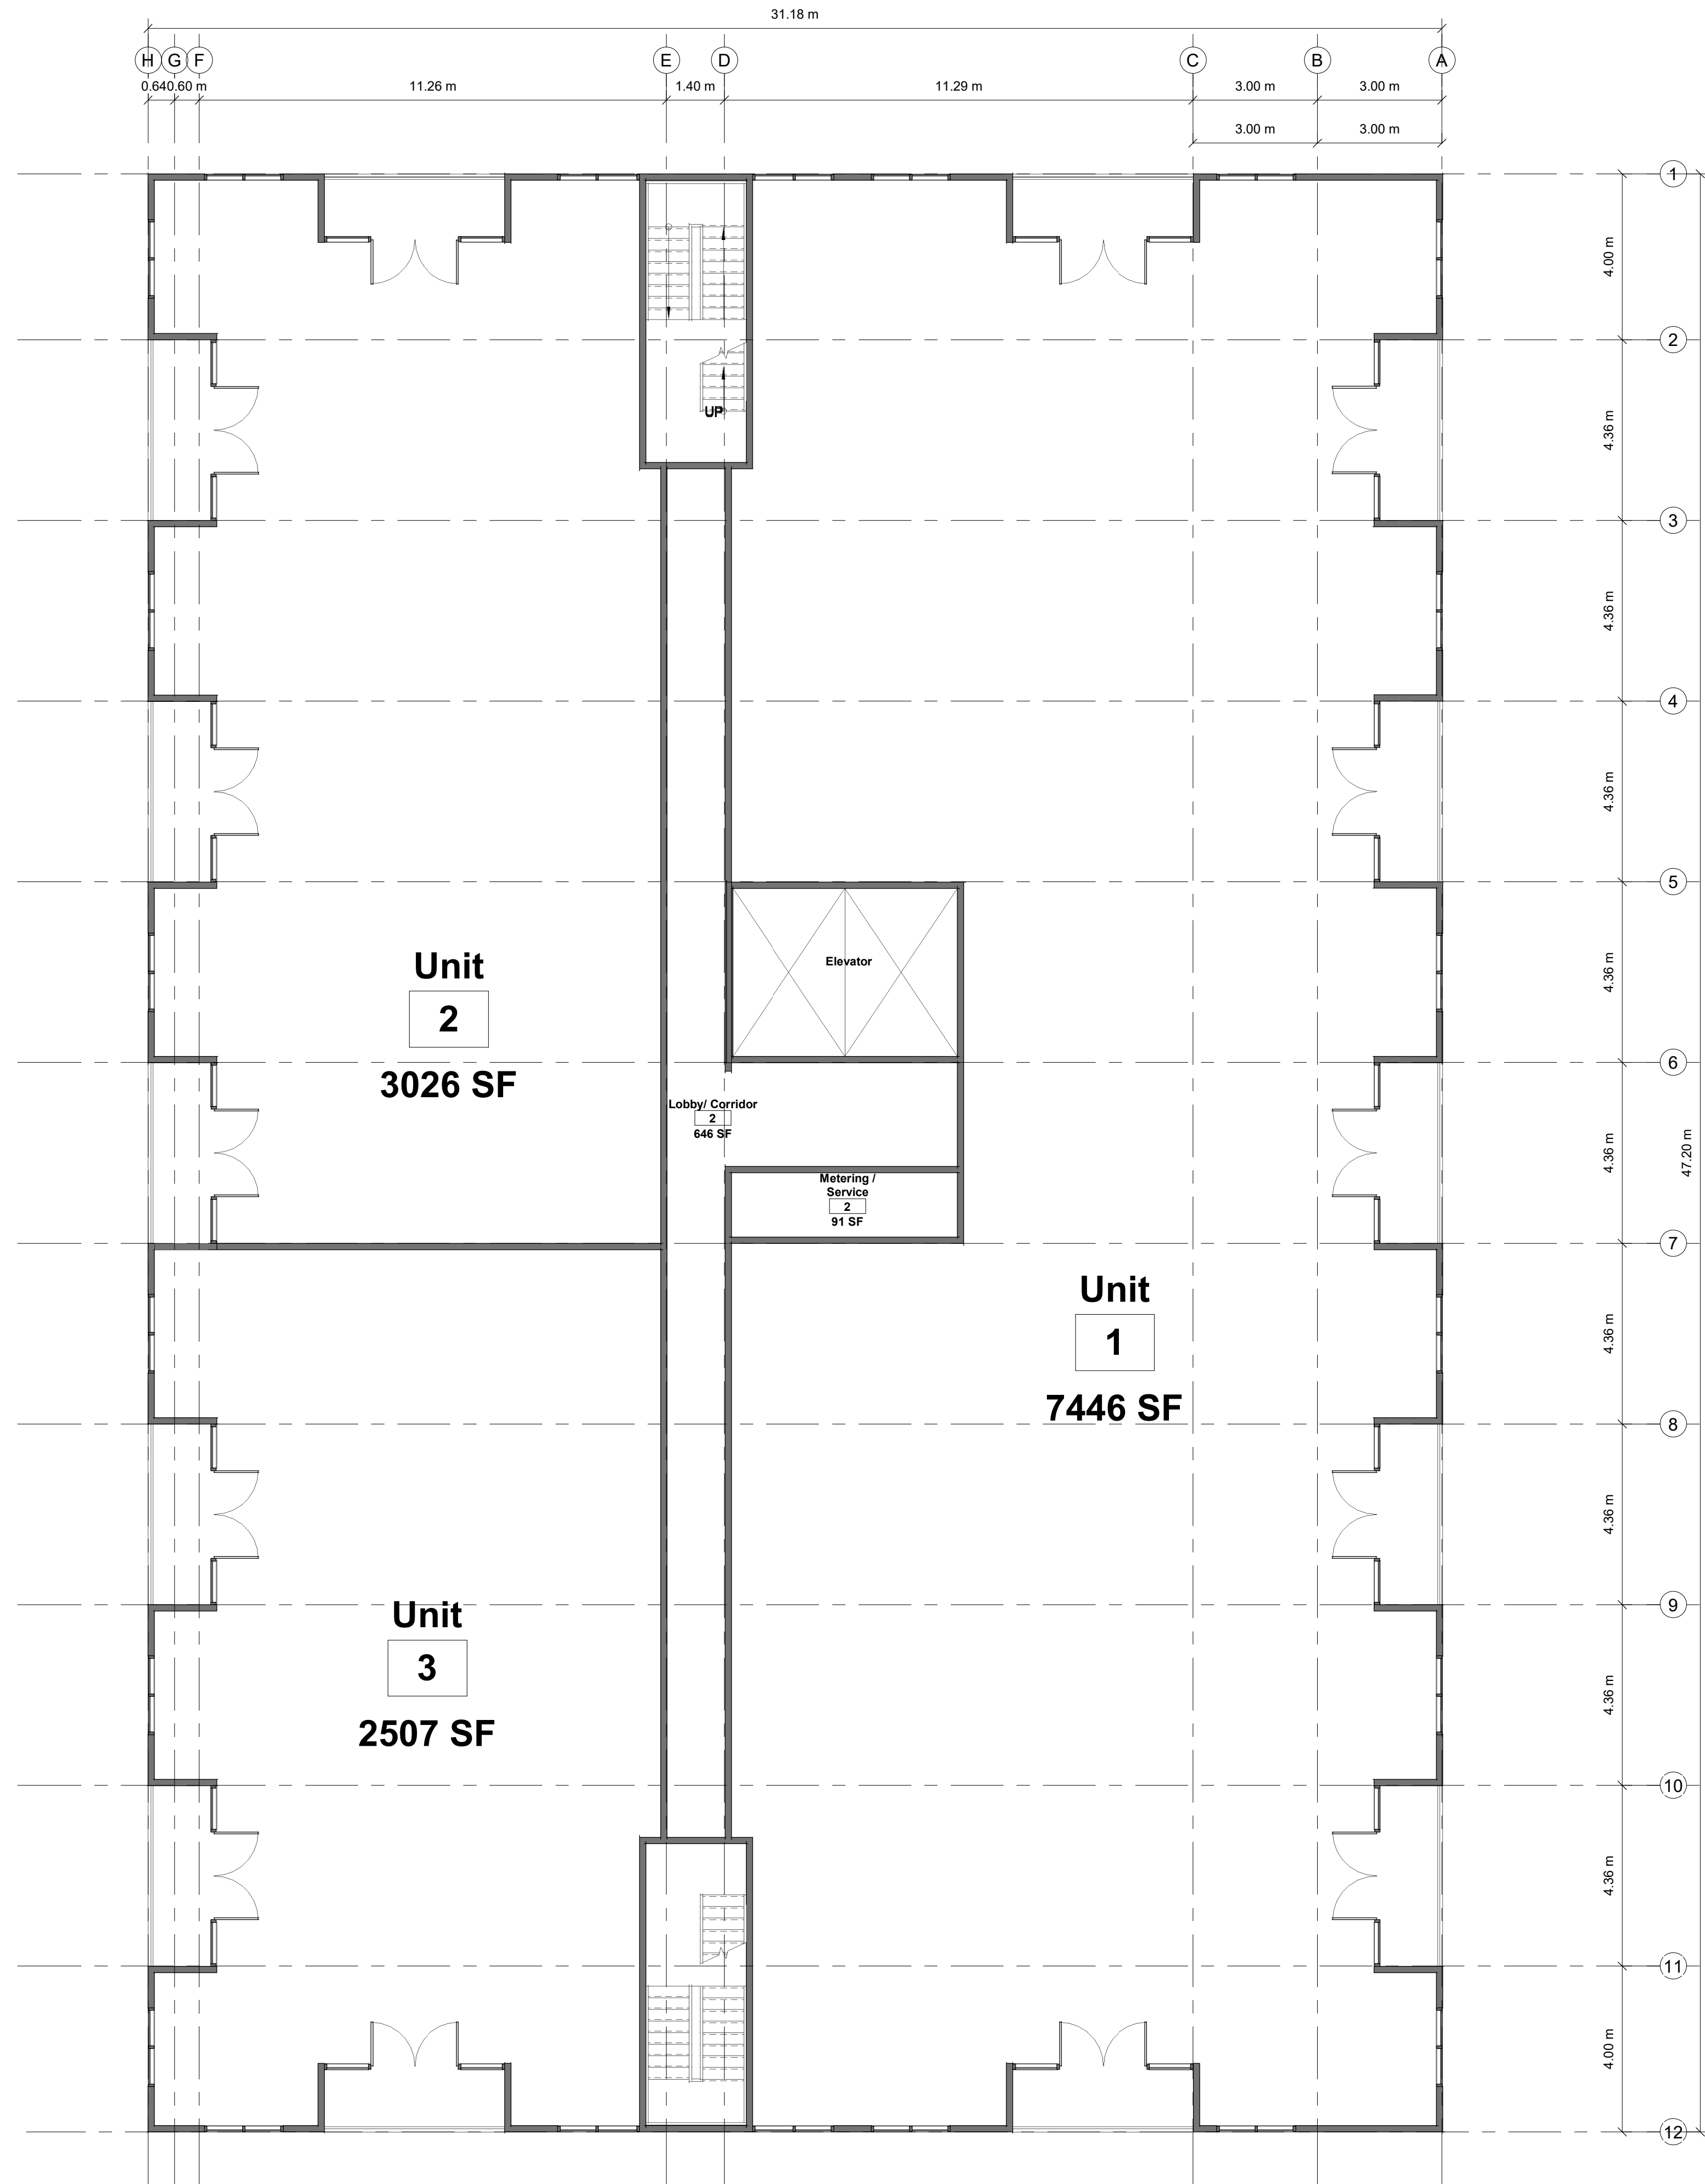 31.18 m
H G F E D C B A
0.640.60 m 11.26 m 1.40 m 11.29 m 3.00 m 3.00 m
3.00 m 3.00 m
1
4.00 m
2
UP
4.36 m
3
4.36 m
4
4.36 m
5
Elevator
4.36 m
Unit
2
3026 SF
6
Lobby/ Corridor
2
646 SF
4.36 m
47.20 m
Metering /
Service
2
91 SF
7
Unit
1
7446 SF
4.36 m
8
4.36 m
9
Unit
3
2507 SF
4.36 m
10
4.36 m
11
4.00 m
12